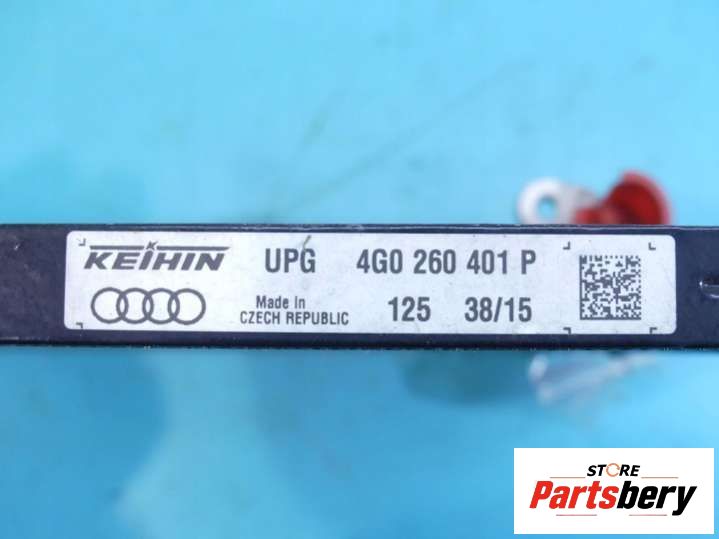 KEIHIN UPG 4G0 260 401 P
Made In
CZECH REPUBLIC
125 38/15
STORE
Partsbery